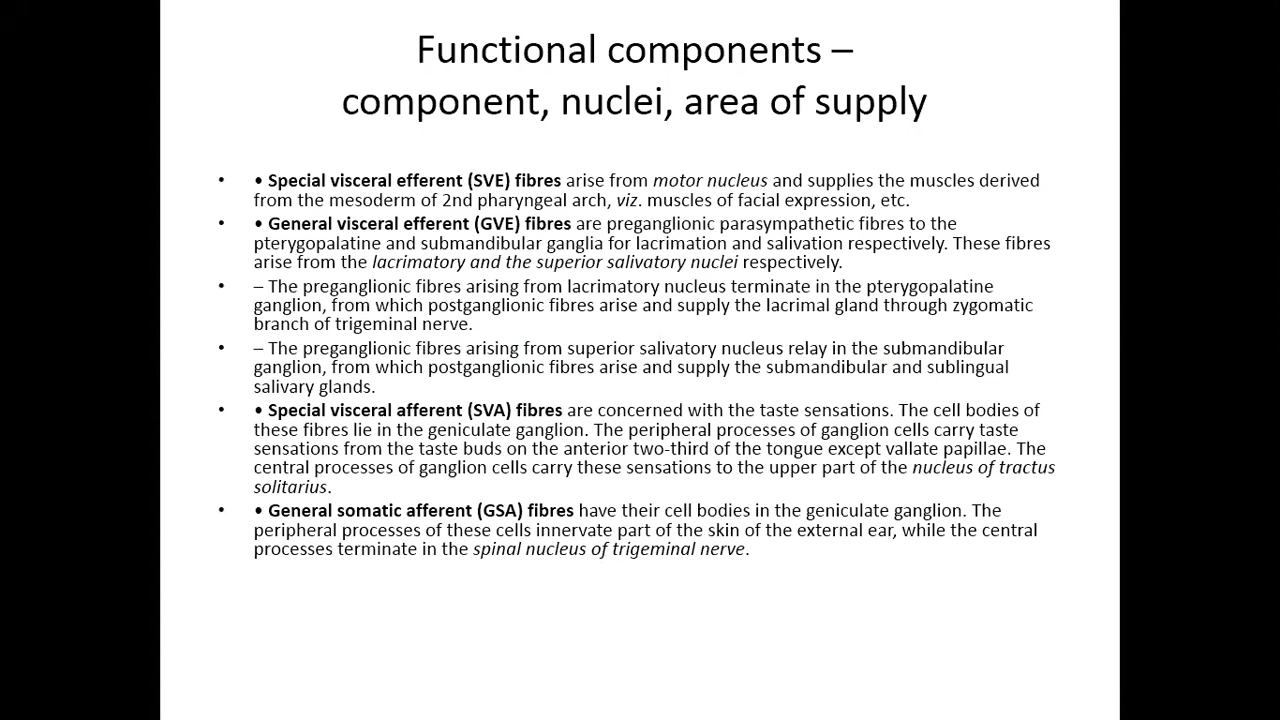 Functional components –
component, nuclei, area of supply
• • Special visceral efferent (SVE) fibres arise from motor nucleus and supplies the muscles derived
from the mesoderm of 2nd pharyngeal arch, viz. muscles of facial expression, etc.
• • General visceral efferent (GVE) fibres are preganglionic parasympathetic fibres to the
pterygopalatine and submandibular ganglia for lacrimation and salivation respectively. These fibres
arise from the lacrimatory and the superior salivatory nuclei respectively.
• – The preganglionic fibres arising from lacrimatory nucleus terminate in the pterygopalatine
ganglion, from which postganglionic fibres arise and supply the lacrimal gland through zygomatic
branch of trigeminal nerve.
• – The preganglionic fibres arising from superior salivatory nucleus relay in the submandibular
ganglion, from which postganglionic fibres arise and supply the submandibular and sublingual
salivary glands.
• • Special visceral afferent (SVA) fibres are concerned with the taste sensations. The cell bodies of
these fibres lie in the geniculate ganglion. The peripheral processes of ganglion cells carry taste
sensations from the taste buds on the anterior two-third of the tongue except vallate papillae. The
central processes of ganglion cells carry these sensations to the upper part of the nucleus of tractus
solitarius.
• • General somatic afferent (GSA) fibres have their cell bodies in the geniculate ganglion. The
peripheral processes of these cells innervate part of the skin of the external ear, while the central
processes terminate in the spinal nucleus of trigeminal nerve.